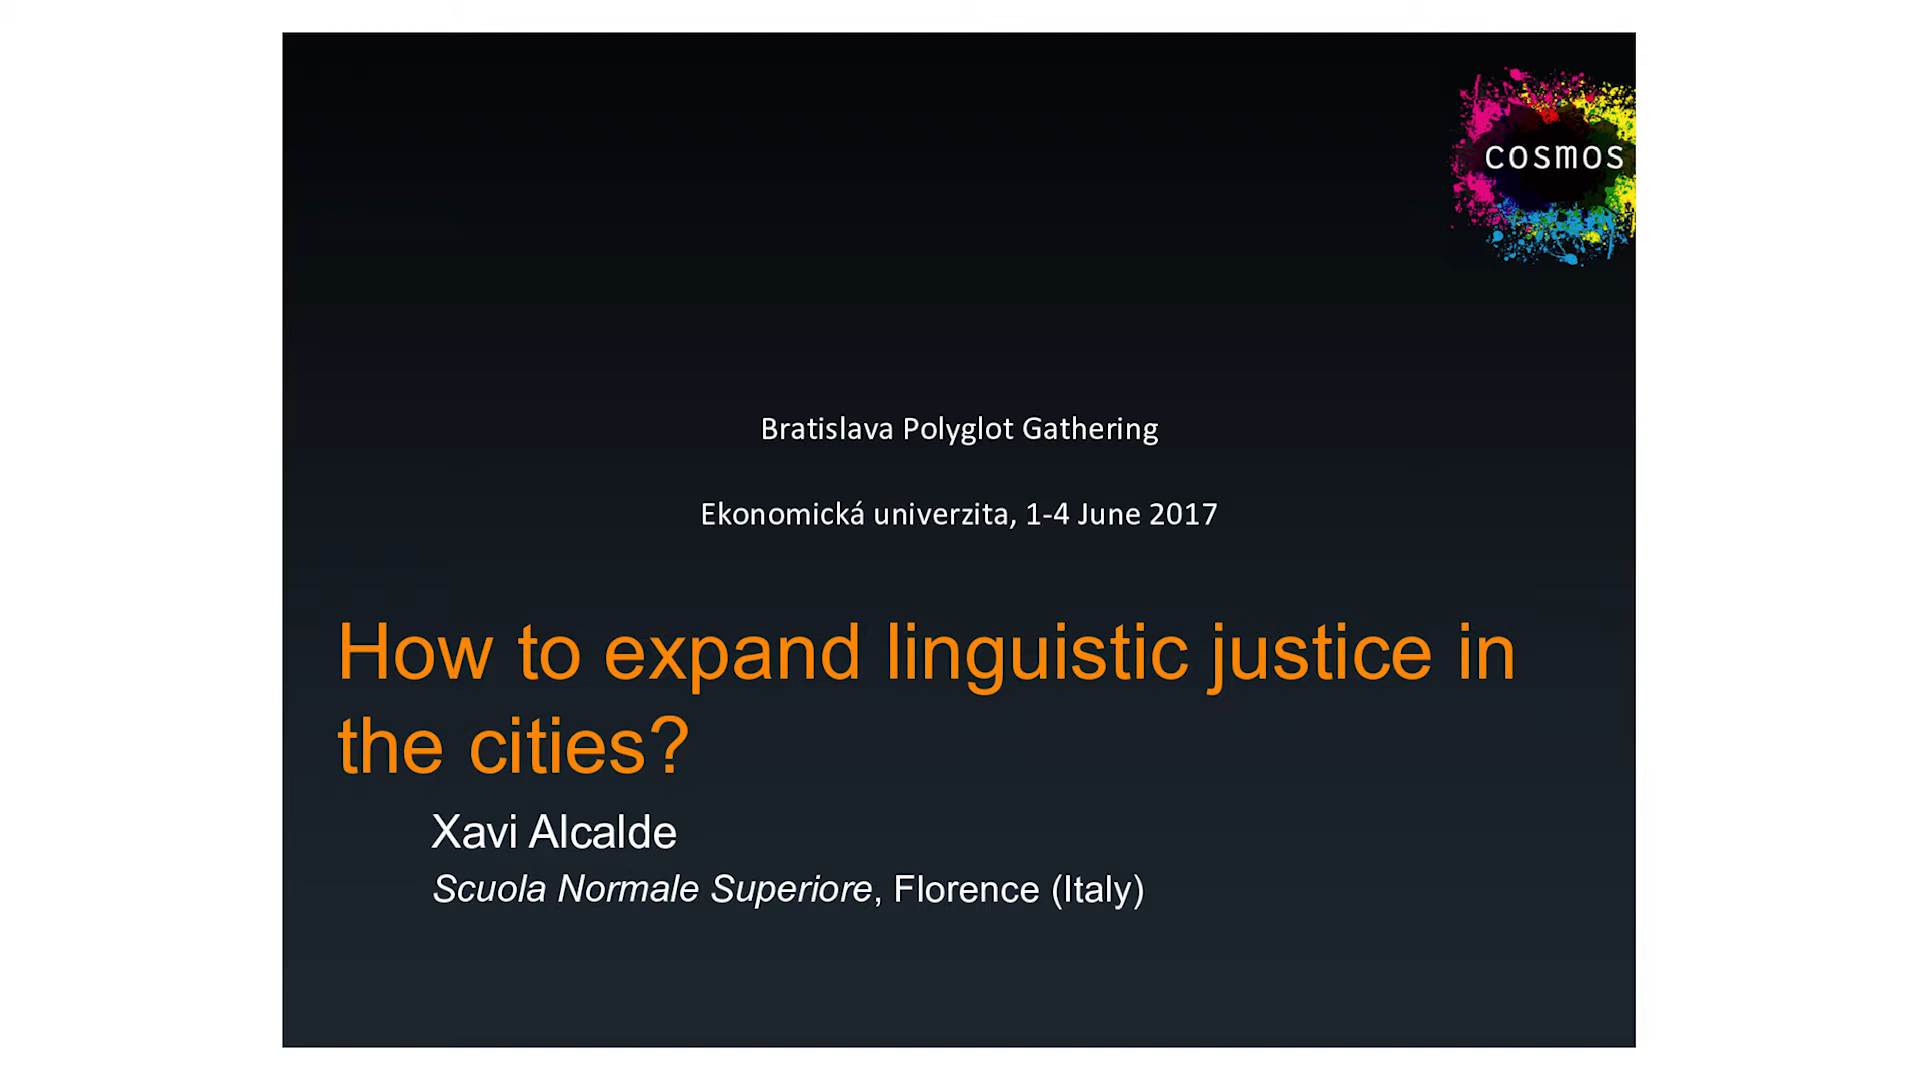 cosmos
Bratislava Polyglot Gathering
Ekonomická univerzita, 1-4 June 2017
How to expand linguistic justice in
the cities?
Xavi Alcalde
Scuola Normale Superiore, Florence (Italy)